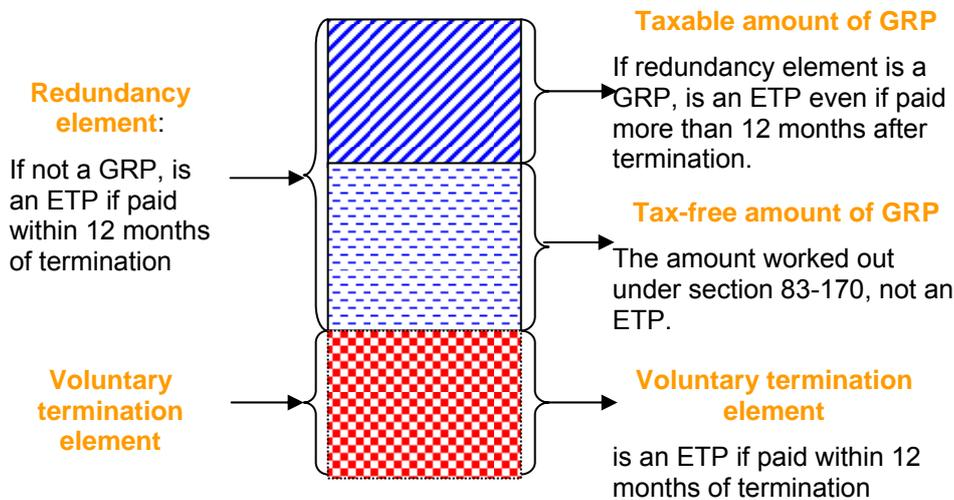 Redundancy
element:
If not a GRP, is
an ETP if paid
within 12 months
of termination
Voluntary
termination
element
Taxable amount of GRP
If redundancy element is a
GRP, is an ETP even if paid
more than 12 months after
termination.
Tax-free amount of GRP
The amount worked out
under section 83-170, not an
ETP.
Voluntary termination
element
is an ETP if paid within 12
months of termination